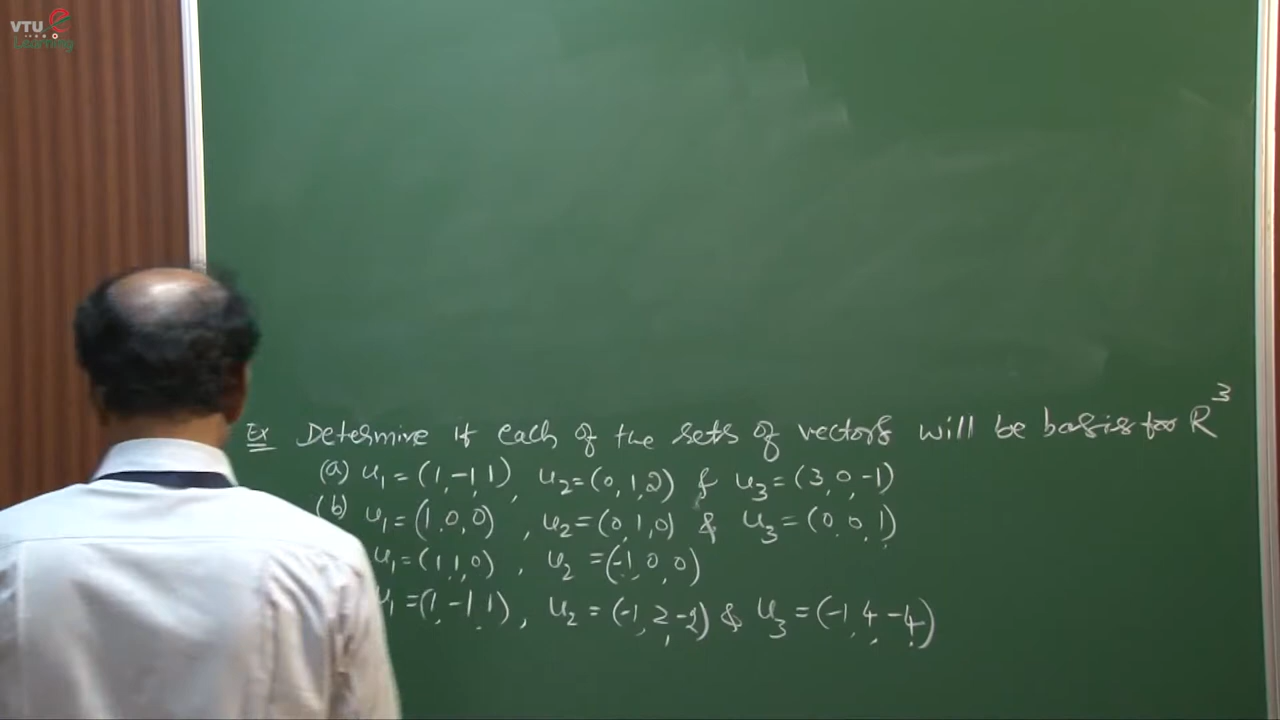 VTU e
Learning
Ex Determine if each of the sets of vectors will be basis for R³
(a) u₁ = (1, -1, 1), u₂ = (0, 1, 2) & u₃ = (3, 0, -1)
(b) u₁ = (1, 0, 0), u₂ = (0, 1, 0) & u₃ = (0, 0, 1)
u₁ = (1, 1, 0), u₂ = (-1, 0, 0)
u₁ = (1, -1, 1), u₂ = (-1, 2, -2) & u₃ = (-1, 4, -4)